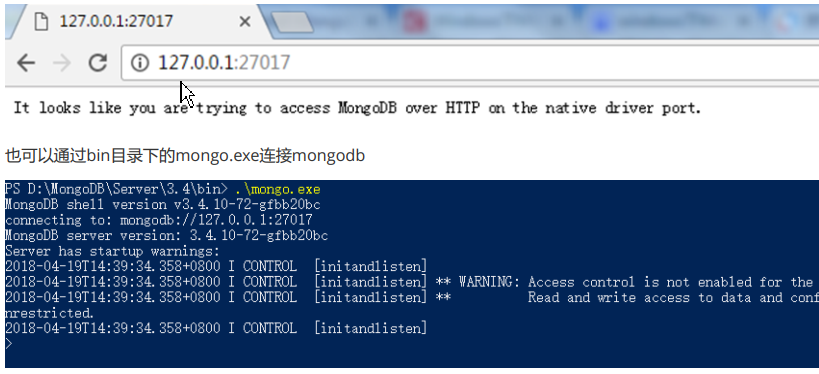 127.0.0.1:27017
127.0.0.1:27017
It looks like you are trying to access MongoDB over HTTP on the native driver port.
也可以通过bin目录下的mongo.exe连接mongodb
PS D:\MongoDB\Server\3.4\bin> .\mongo.exe
MongoDB shell version v3.4.10-72-gfbb20bc
connecting to: mongodb://127.0.0.1:27017
MongoDB server version: 3.4.10-72-gfbb20bc
Server has startup warnings:
2018-04-19T14:39:34.358+0800 I CONTROL  [initandlisten]
2018-04-19T14:39:34.358+0800 I CONTROL  [initandlisten] ** WARNING: Access control is not enabled for the
2018-04-19T14:39:34.358+0800 I CONTROL  [initandlisten] **          Read and write access to data and conf
nrestricted.
2018-04-19T14:39:34.358+0800 I CONTROL  [initandlisten]
>